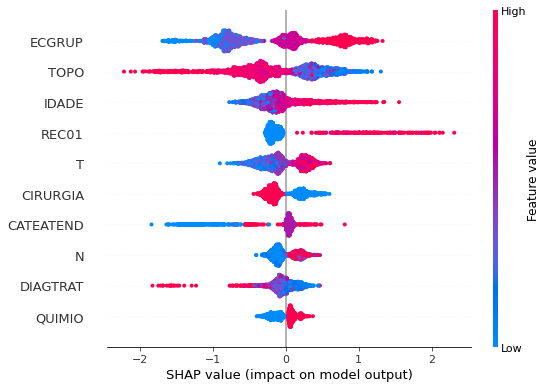 High
ECGRUP
TOPO
IDADE
REC01
T
CIRURGIA
CATEATEND
N
DIAGTRAT
QUIMIO
Feature value
Low
−2 −1 0 1 2
SHAP value (impact on model output)